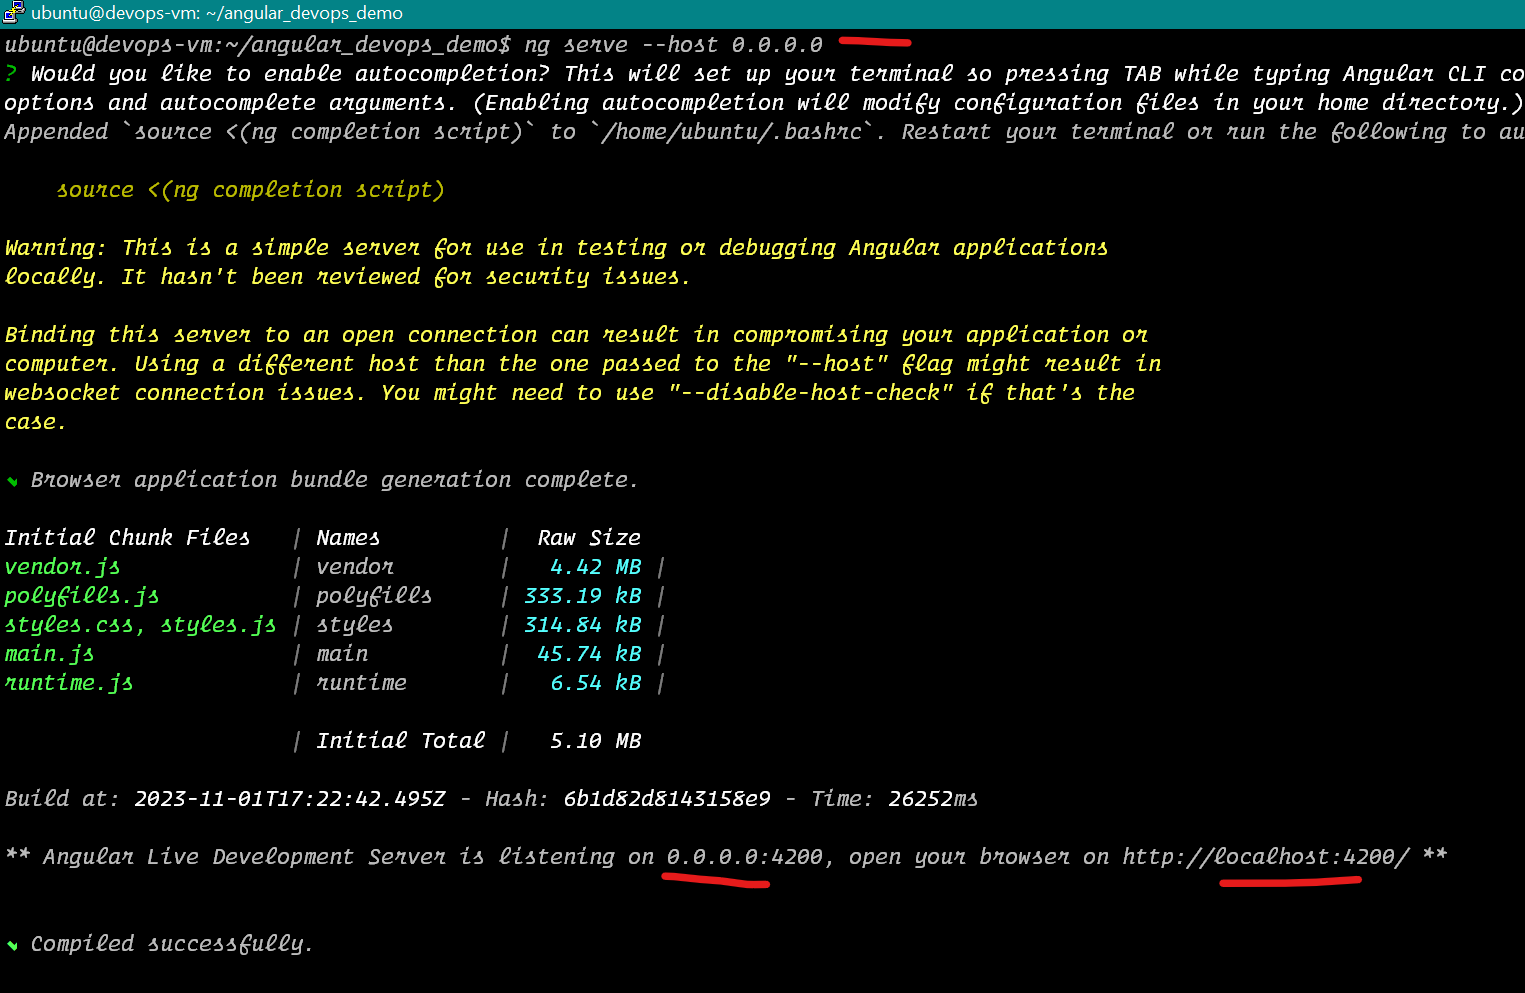 ubuntu@devops-vm: ~/angular_devops_demo
ubuntu@devops-vm:~/angular_devops_demo$ ng serve --host 0.0.0.0
? Would you like to enable autocompletion? This will set up your terminal so pressing TAB while typing Angular CLI co
options and autocomplete arguments. (Enabling autocompletion will modify configuration files in your home directory.)
Appended `source <(ng completion script)` to `/home/ubuntu/.bashrc`. Restart your terminal or run the following to au
source <(ng completion script)
Warning: This is a simple server for use in testing or debugging Angular applications
locally. It hasn't been reviewed for security issues.
Binding this server to an open connection can result in compromising your application or
computer. Using a different host than the one passed to the "--host" flag might result in
websocket connection issues. You might need to use "--disable-host-check" if that's the
case.
Browser application bundle generation complete.
Initial Chunk Files | Names | Raw Size
vendor.js | vendor | 4.42 MB |
polyfills.js | polyfills | 333.19 kB |
styles.css, styles.js | styles | 314.84 kB |
main.js | main | 45.74 kB |
runtime.js | runtime | 6.54 kB |
| Initial Total | 5.10 MB
Build at: 2023-11-01T17:22:42.495Z - Hash: 6b1d82d8143158e9 - Time: 26252ms
** Angular Live Development Server is listening on 0.0.0.0:4200, open your browser on http://localhost:4200/ **
Compiled successfully.